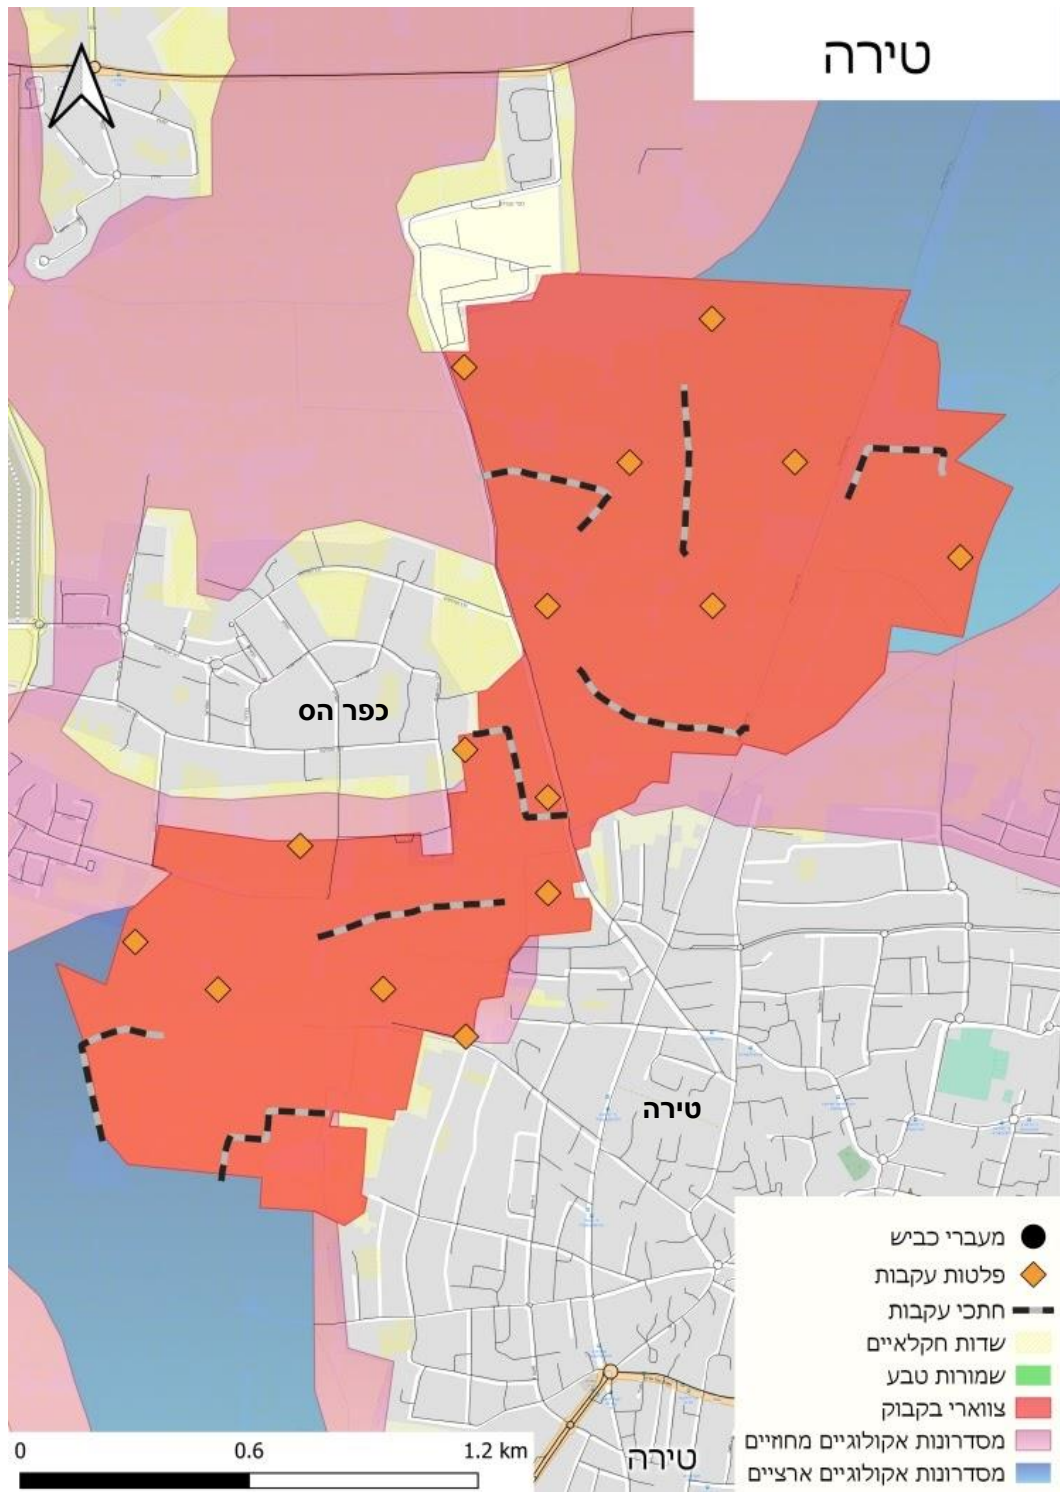 טירה
כפר הס
טירה
מעברי כביש
פלטות עקבות
חתכי עקבות
שדות חקלאיים
שמורות טבע
צווארי בקבוק
מסדרונות אקולוגיים מחוזיים
מסדרונות אקולוגיים ארציים
טירה
0 0.6 1.2 km